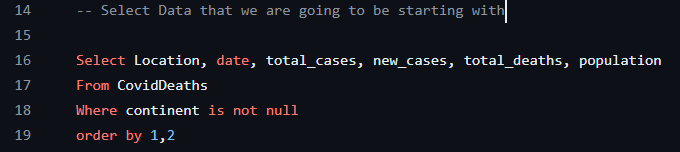 14 -- Select Data that we are going to be starting with
15
16 Select Location, date, total_cases, new_cases, total_deaths, population
17 From CovidDeaths
18 Where continent is not null
19 order by 1,2